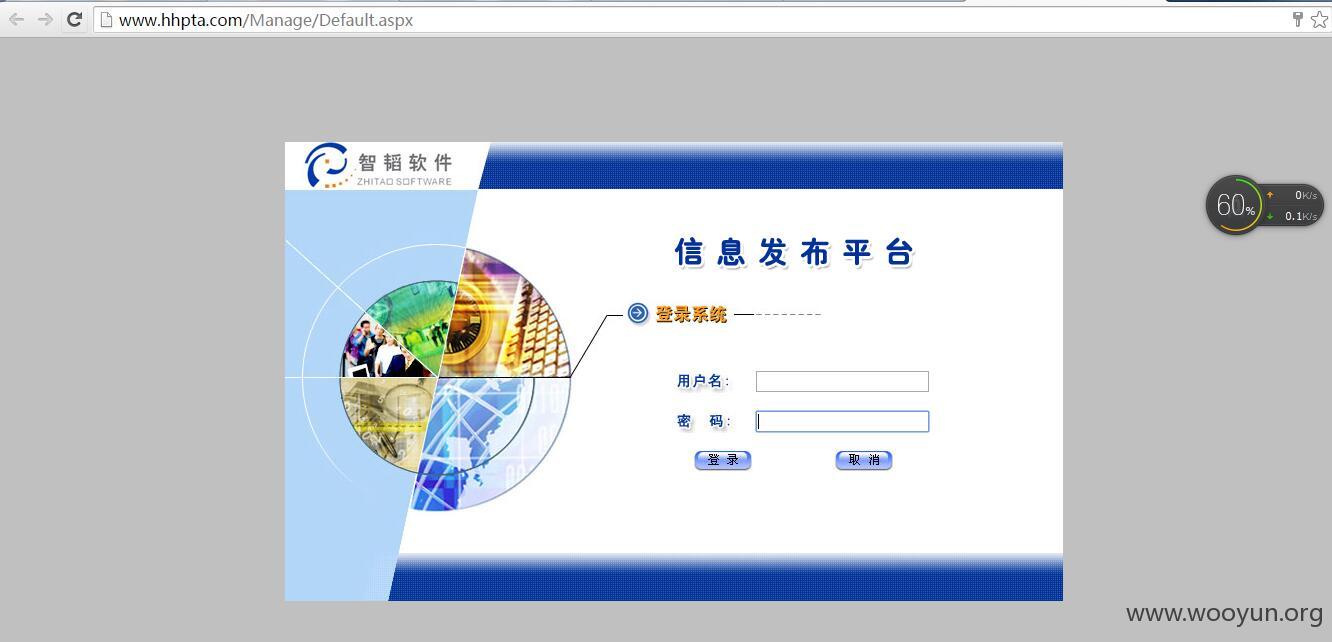 www.hhpta.com/Manage/Default.aspx
智韬软件
ZHITAO SOFTWARE
信息发布平台
登录系统
用户名:
密 码:
登 录 取 消
60%
0K/s
0.1K/s
www.wooyun.org